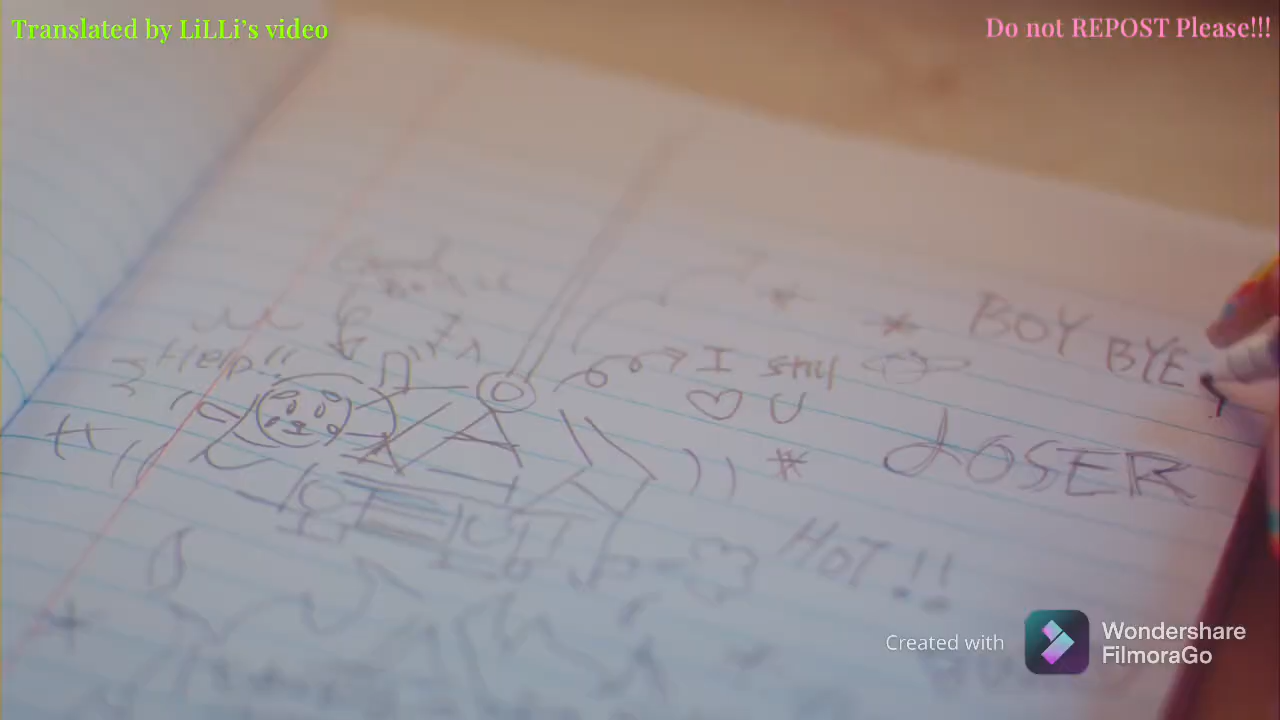 Translated by LiLLi's video
Do not REPOST Please!!!
Help!!
I still
♡ U
BOY BYE
LOSER
HOT!!
Created with
Wondershare
FilmoraGo